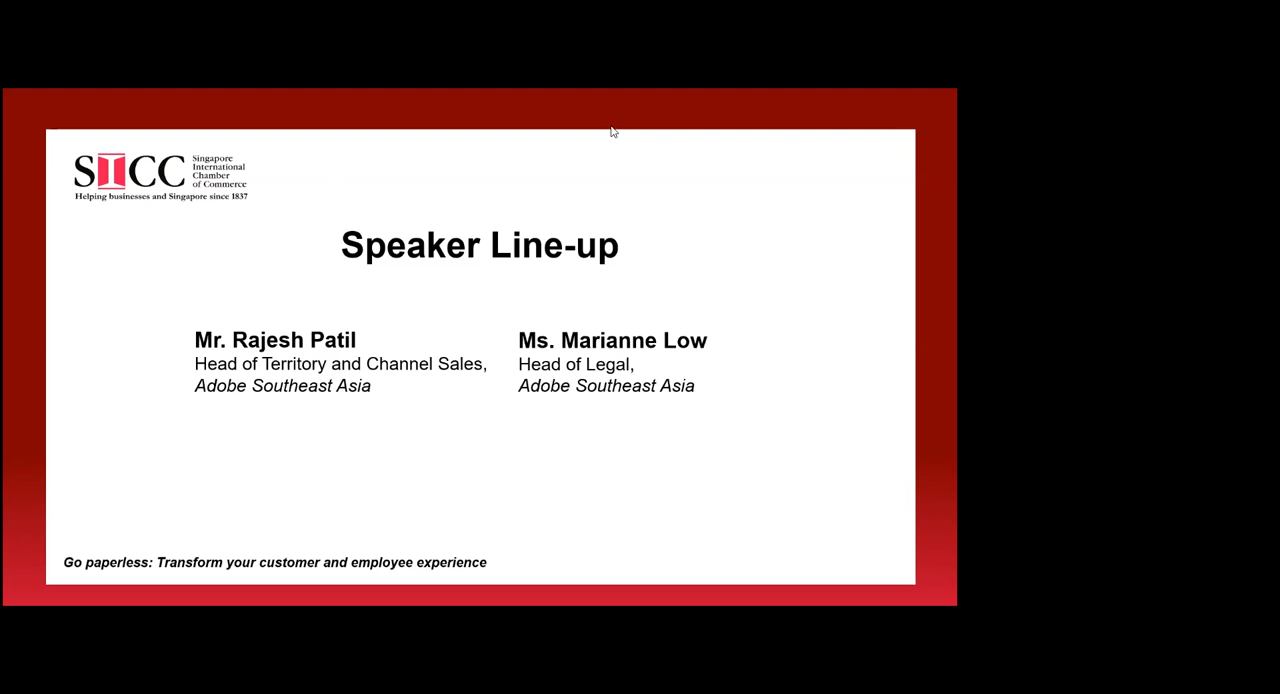 SICC
Singapore
International
Chamber
of Commerce
Helping businesses and Singapore since 1837
Speaker Line-up
Mr. Rajesh Patil
Head of Territory and Channel Sales,
Adobe Southeast Asia
Ms. Marianne Low
Head of Legal,
Adobe Southeast Asia
Go paperless: Transform your customer and employee experience